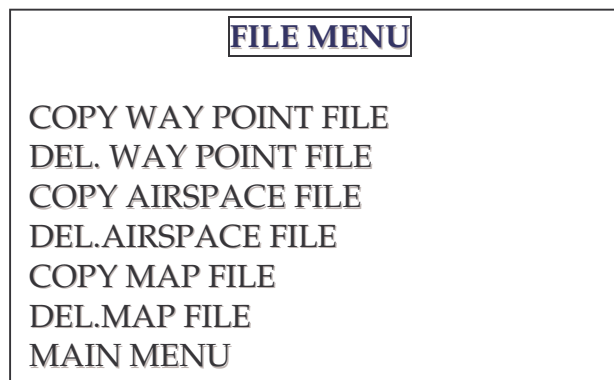 FILE MENU
COPY WAY POINT FILE
DEL. WAY POINT FILE
COPY AIRSPACE FILE
DEL.AIRSPACE FILE
COPY MAP FILE
DEL.MAP FILE
MAIN MENU